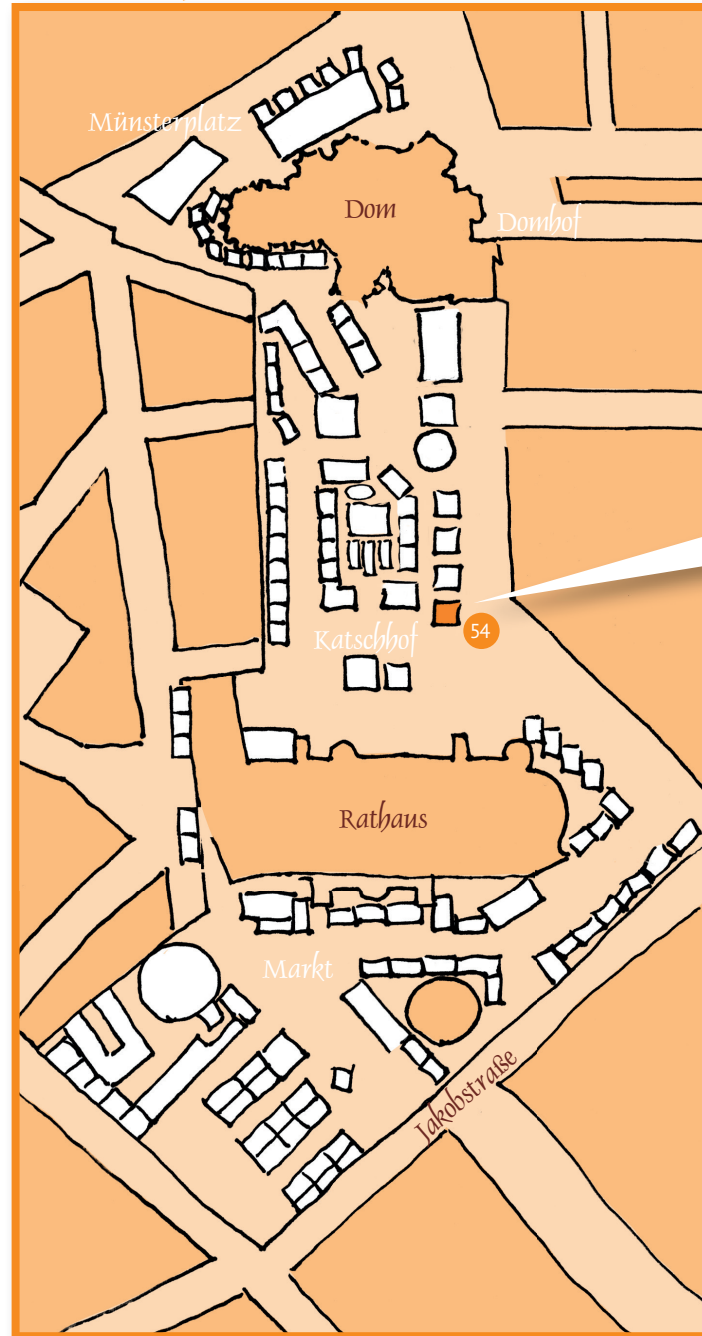 Münsterplatz
Dom
Domhof
54
Katschhof
Rathaus
Markt
Jakobstraße